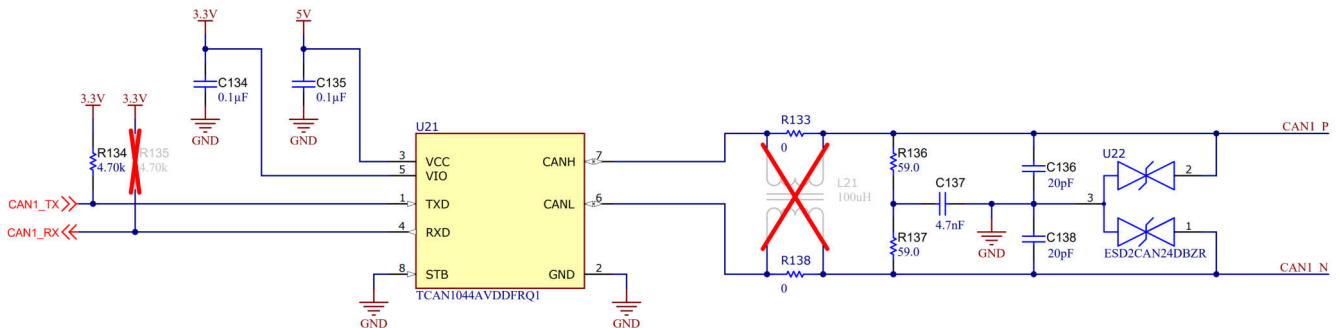 3.3V
5V
C134
0.1µF
GND
C135
0.1µF
GND
3.3V
3.3V
R134
4.70k
R135
4.70k
CAN1_TX
CAN1_RX
U21
3 VCC
5 VIO
1 TXD
4 RXD
8 STB
CANH 7
CANL 6
GND 2
TCAN1044AVDDFRQ1
GND
GND
R133
0
L21
100uH
R138
0
R136
59.0
R137
59.0
C137
4.7nF
GND
C136
20pF
C138
20pF
U22
2
3
1
ESD2CAN24DBZR
CAN1_P
CAN1_N